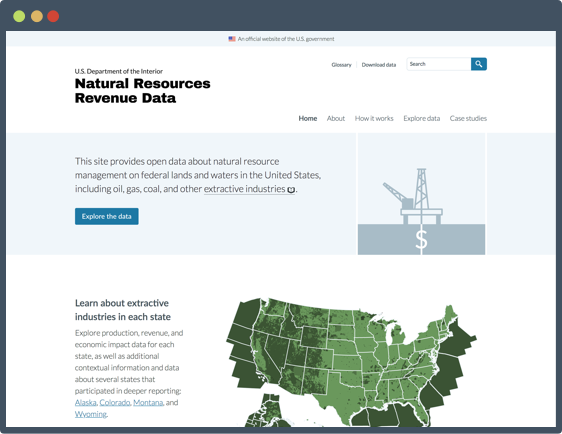 An official website of the U.S. government
Glossary
Download data
Search
U.S. Department of the Interior
Natural Resources
Revenue Data
Home
About
How it works
Explore data
Case studies
This site provides open data about natural resource
management on federal lands and waters in the United States,
including oil, gas, coal, and other extractive industries.
Explore the data
$
Learn about extractive
industries in each state
Explore production, revenue, and
economic impact data for each
state, as well as additional
contextual information and data
about several states that
participated in deeper reporting:
Alaska, Colorado, Montana, and
Wyoming.